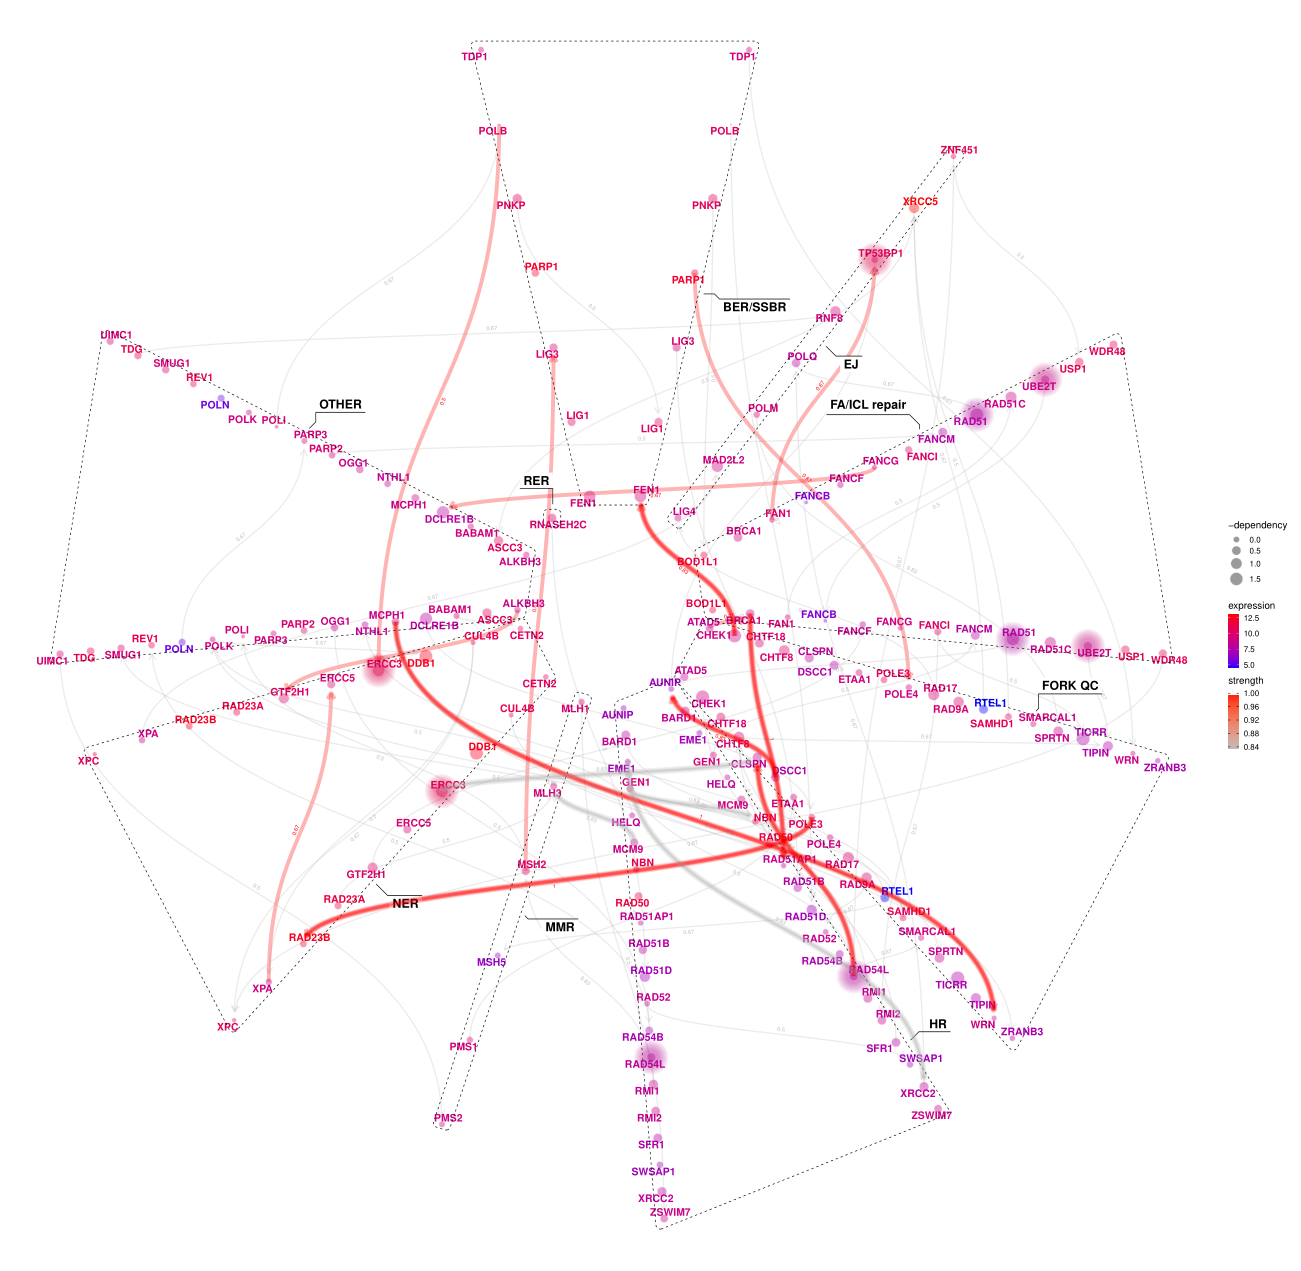 TDP1 TDP1
POLB POLB
ZNF451
PNKP PNKP XRCC5
TP53BP1
PARP1 PARP1
BER/SSBR
RNF8
UIMC1
TDG LIG3 LIG3 POLQ WDR48
SMUG1 EJ USP1
REV1 UBE2T
POLN OTHER POLM FA/ICL repair RAD51C
POLK POLI LIG1 LIG1 RAD51
PARP3 FANCM
PARP2 FANCI
OGG1 MAD2L2 FANCG
NTHL1 RER FANCF
MCPH1 FEN1 FEN1 FANCB
DCLRE1B RNASEH2C LIG4 FAN1
BABAM1 BRCA1
ASCC3
ALKBH3 BOD1L1
ALKBH3 BOD1L1
BABAM1 FANCB
MCPH1 ASCC3 ATAD5 BRCA1 FAN1 FANCG
OGG1 DCLRE1B FANCF FANCI
PARP2 NTHL1 CUL4B CETN2 CHEK1 CHTF18 FANCM RAD51
POLI PARP3
REV1 POLK CHTF8 CLSPN RAD51C
UIMC1 TDG SMUG1 POLN UBE2T USP1 WDR48
ERCC3 DDB1 DSCC1
ERCC5 ATAD5 ETAA1 POLE3
GTF2H1 CETN2 AUNIP POLE4 RAD17 FORK QC
RAD23A CUL4B MLH1 CHEK1 RAD9A RTEL1
RAD23B AUNIP BARD1 CHTF18 SAMHD1 SMARCAL1
XPA BARD1 EME1 CHTF8 SPRTN TICRR
XPC DDB1 EME1 GEN1 CLSPN TIPIN WRN
ERCC3 GEN1 HELQ DSCC1 ZRANB3
MLH3 MCM9 ETAA1
ERCC5 HELQ NBN POLE3
MCM9 RAD50 POLE4
GTF2H1 MSH2 NBN RAD51AP1 RAD17
RAD51B RAD9A RTEL1
RAD23A NER RAD50 RAD51D SAMHD1
MMR RAD51AP1
RAD23B RAD51B RAD52 SMARCAL1
MSH5 RAD51D RAD54B SPRTN
XPA RAD52 RAD54L TICRR
RMI1 TIPIN
XPC RMI2 HR WRN
PMS1 RAD54B SFR1 ZRANB3
RAD54L SWSAP1
RMI1 XRCC2
PMS2 RMI2 ZSWIM7
SFR1
SWSAP1
XRCC2
ZSWIM7
−dependency
0.0
0.5
1.0
1.5
expression
12.5
10.0
7.5
5.0
strength
1.00
0.96
0.92
0.88
0.84